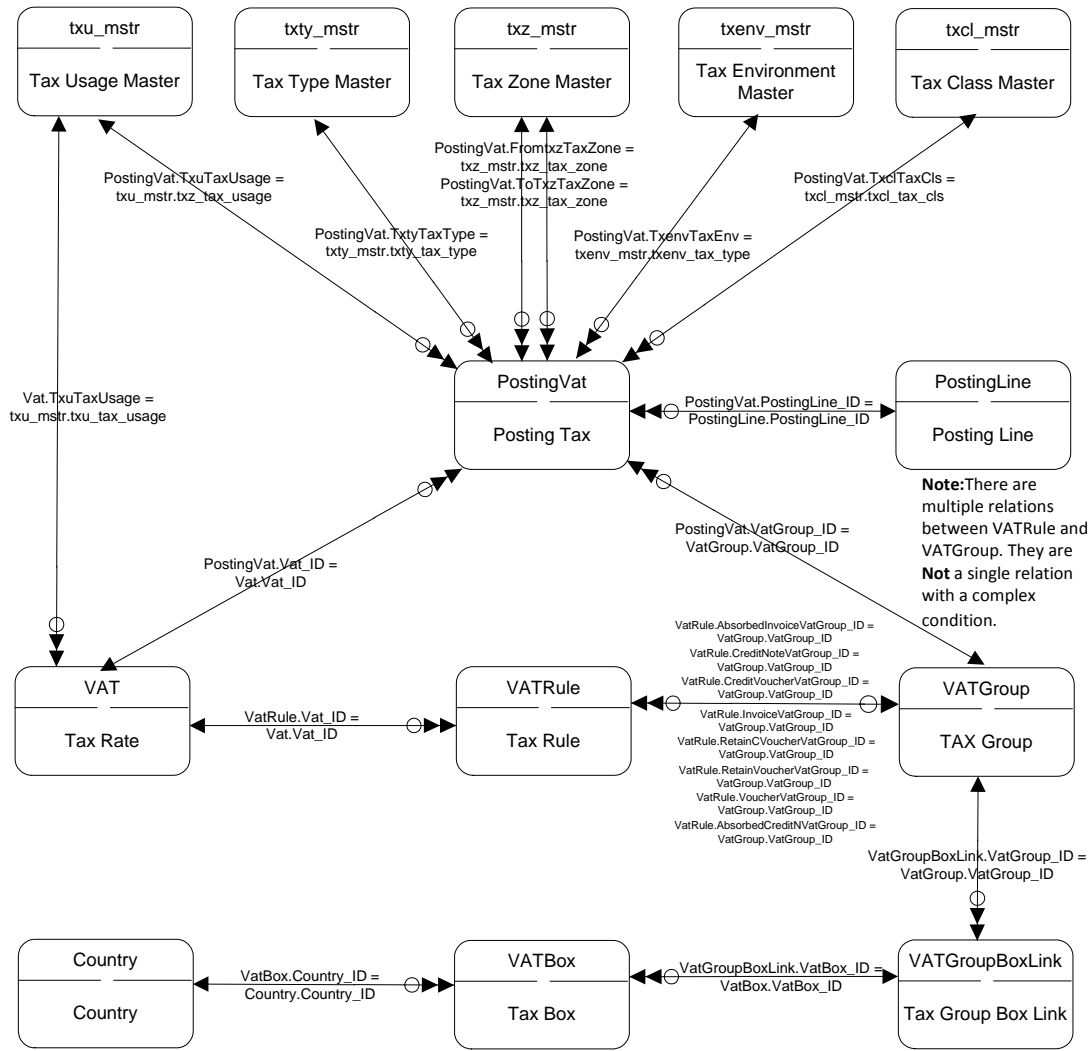 txu_mstr
Tax Usage Master
txty_mstr
Tax Type Master
txz_mstr
Tax Zone Master
txenv_mstr
Tax Environment
Master
txcl_mstr
Tax Class Master
PostingVat.TxuTaxUsage =
txu_mstr.txz_tax_usage
PostingVat.TxtyTaxType =
txty_mstr.txty_tax_type
PostingVat.FromtxzTaxZone =
txz_mstr.txz_tax_zone
PostingVat.ToTxzTaxZone =
txz_mstr.txz_tax_zone
PostingVat.TxenvTaxEnv =
txenv_mstr.txenv_tax_type
PostingVat.TxclTaxCls =
txcl_mstr.txcl_tax_cls
Vat.TxuTaxUsage =
txu_mstr.txu_tax_usage
PostingVat
Posting Tax
PostingVat.PostingLine_ID =
PostingLine.PostingLine_ID
PostingLine
Posting Line
Note:There are
multiple relations
between VATRule and
VATGroup. They are
Not a single relation
with a complex
condition.
PostingVat.Vat_ID =
Vat.Vat_ID
PostingVat.VatGroup_ID =
VatGroup.VatGroup_ID
VAT
Tax Rate
VatRule.Vat_ID =
Vat.Vat_ID
VATRule
Tax Rule
VatRule.AbsorbedInvoiceVatGroup_ID =
VatGroup.VatGroup_ID
VatRule.CreditNoteVatGroup_ID =
VatGroup.VatGroup_ID
VatRule.CreditVoucherVatGroup_ID =
VatGroup.VatGroup_ID
VatRule.InvoiceVatGroup_ID =
VatGroup.VatGroup_ID
VatRule.RetainCVoucherVatGroup_ID =
VatGroup.VatGroup_ID
VatRule.RetainVoucherVatGroup_ID =
VatGroup.VatGroup_ID
VatRule.VoucherVatGroup_ID =
VatGroup.VatGroup_ID
VatRule.AbsorbedCreditNVatGroup_ID =
VatGroup.VatGroup_ID
VATGroup
TAX Group
VatGroupBoxLink.VatGroup_ID =
VatGroup.VatGroup_ID
Country
Country
VatBox.Country_ID =
Country.Country_ID
VATBox
Tax Box
VatGroupBoxLink.VatBox_ID =
VatBox.VatBox_ID
VATGroupBoxLink
Tax Group Box Link